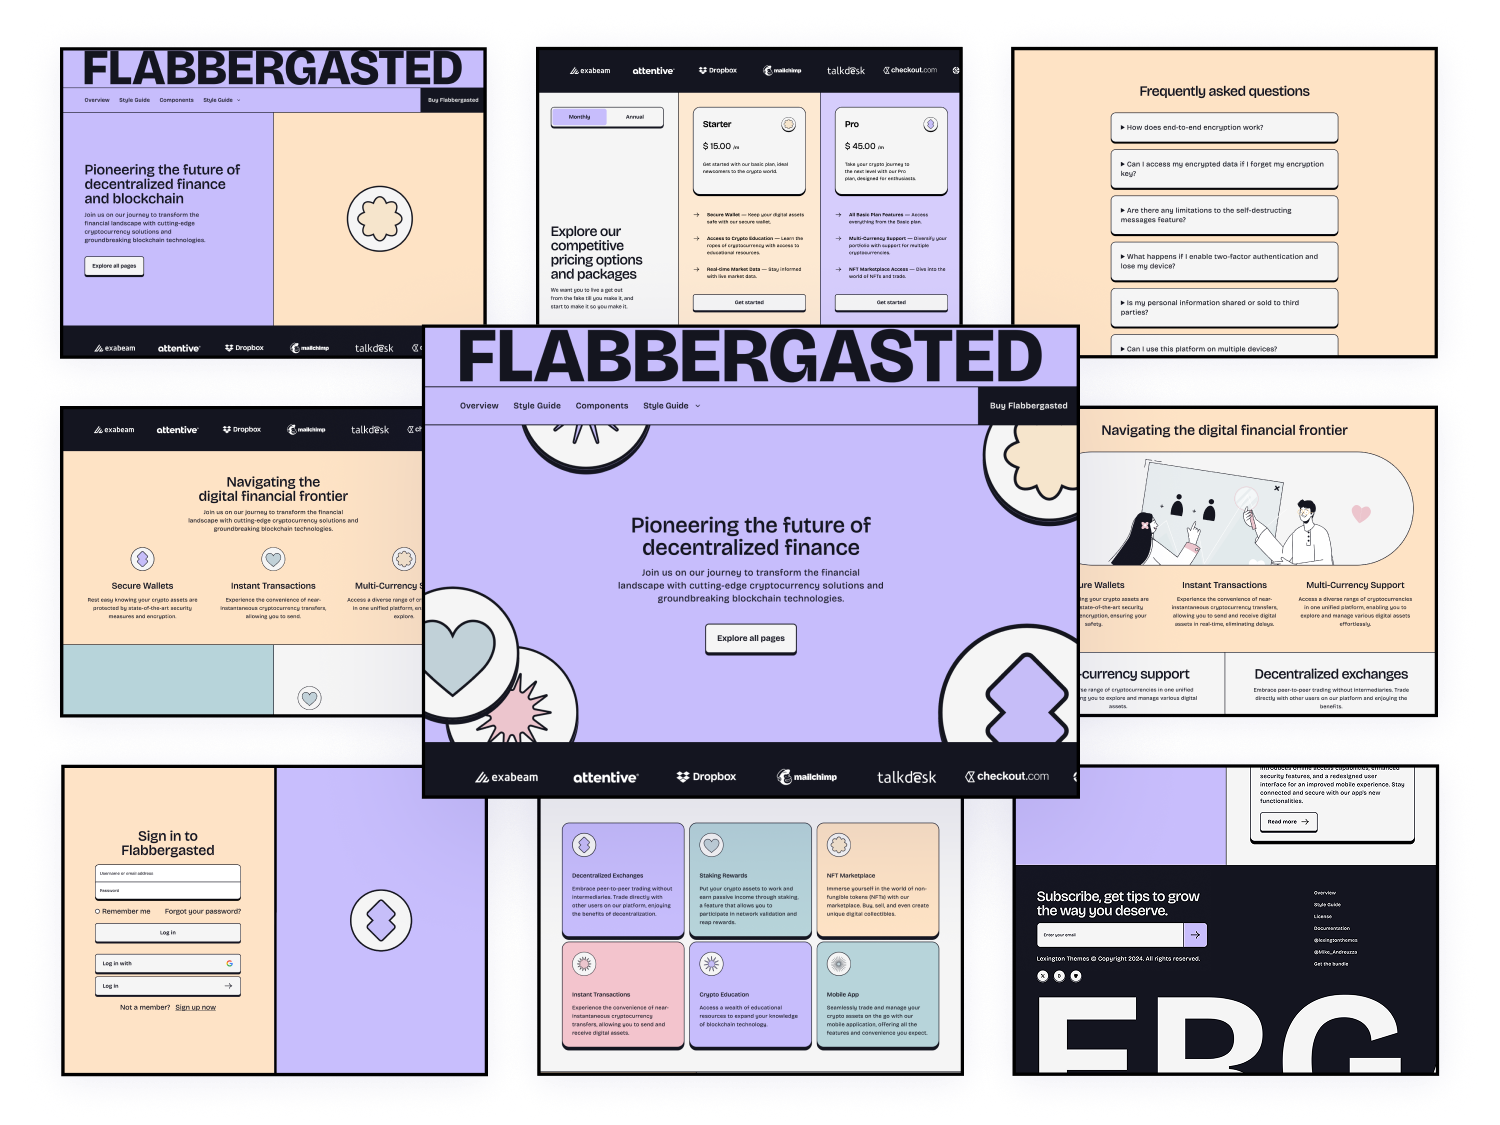 FLABBERGASTED
Overview Style Guide Components Style Guide
Buy Flabbergasted
Pioneering the future of
decentralized finance
and blockchain
Join us on our journey to transform the
financial landscape with cutting-edge
cryptocurrency solutions and
groundbreaking blockchain technologies.
Explore all pages
exabeam attentive Dropbox mailchimp talkdesk
exabeam attentive Dropbox mailchimp talkdesk checkout.com
Monthly Annual
Explore our
competitive
pricing options
and packages
We want you to live a get out
from the fake till you make it, and
start to make it so you make it.
Starter
$ 15.00 /m
Get started with our basic plan, ideal
newcomers to the crypto world.
Secure Wallet — Keep your digital assets
safe with our secure wallet.
Access to Crypto Education — Learn the
ropes of cryptocurrency with access to
educational resources.
Real-time Market Data — Stay informed
with live market data.
Get started
Pro
$ 45.00 /m
Take your crypto journey to
the next level with our Pro
plan, designed for enthusiasts.
All Basic Plan Features — Access
everything from the Basic plan.
Multi-Currency Support — Diversify your
portfolio with support for multiple
cryptocurrencies.
NFT Marketplace Access — Dive into the
world of NFTs and trade.
Get started
Frequently asked questions
How does end-to-end encryption work?
Can I access my encrypted data if I forget my encryption
key?
Are there any limitations to the self-destructing
messages feature?
What happens if I enable two-factor authentication and
lose my device?
Is my personal information shared or sold to third
parties?
Can I use this platform on multiple devices?
exabeam attentive Dropbox mailchimp talkdesk
Navigating the
digital financial frontier
Join us on our journey to transform the financial
landscape with cutting-edge cryptocurrency solutions and
groundbreaking blockchain technologies.
Secure Wallets
Rest easy knowing your crypto assets are
protected by state-of-the-art security
measures and encryption.
Instant Transactions
Experience the convenience of near-
instantaneous cryptocurrency transfers,
allowing you to send.
Multi-Currency S
Access a diverse range of c
in one unified platform, en
explore.
FLABBERGASTED
Overview Style Guide Components Style Guide
Buy Flabbergasted
Pioneering the future of
decentralized finance
Join us on our journey to transform the financial
landscape with cutting-edge cryptocurrency solutions and
groundbreaking blockchain technologies.
Explore all pages
exabeam attentive Dropbox mailchimp talkdesk checkout.com
Navigating the digital financial frontier
ure Wallets
ing your crypto assets are
state-of-the-art security
encryption, ensuring your
safety.
Instant Transactions
Experience the convenience of near-
instantaneous cryptocurrency transfers,
allowing you to send and receive digital
assets in real-time, eliminating delays.
Multi-Currency Support
Access a diverse range of cryptocurrencies
in one unified platform, enabling you to
explore and manage various digital assets
effortlessly.
-currency support
se range of cryptocurrencies in one unified
ng you to explore and manage various digital
assets.
Decentralized exchanges
Embrace peer-to-peer trading without intermediaries. Trade
directly with other users on our platform and enjoying the
benefits.
Sign in to
Flabbergasted
Username or email address
Password
Remember me Forgot your password?
Log in
Log in with
Log in
Not a member? Sign up now
Decentralized Exchanges
Embrace peer-to-peer trading without
intermediaries. Trade directly with
other users on our platform, enjoying
the benefits of decentralization.
Staking Rewards
Put your crypto assets to work and
earn passive income through staking,
a feature that allows you to
participate in network validation and
reap rewards.
NFT Marketplace
Immerse yourself in the world of non-
fungible tokens (NFTs) with our
marketplace. Buy, sell, and even create
unique digital collectibles.
Instant Transactions
Experience the convenience of near-
instantaneous cryptocurrency
transfers, allowing you to send and
receive digital assets.
Crypto Education
Access a wealth of educational
resources to expand your knowledge
of blockchain technology.
Mobile App
Seamlessly trade and manage your
crypto assets on the go with our
mobile application, offering all the
features and convenience you expect.
introduces offline access capabilities, enhanced
security features, and a redesigned user
interface for an improved mobile experience. Stay
connected and secure with our app's new
functionalities.
Read more
Subscribe, get tips to grow
the way you deserve.
Enter your email
Lexington Themes © Copyright 2024. All rights reserved.
Overview
Style Guide
License
Documentation
@lexingtonthemes
@Mike_Andreuzza
Get the bundle
ERG